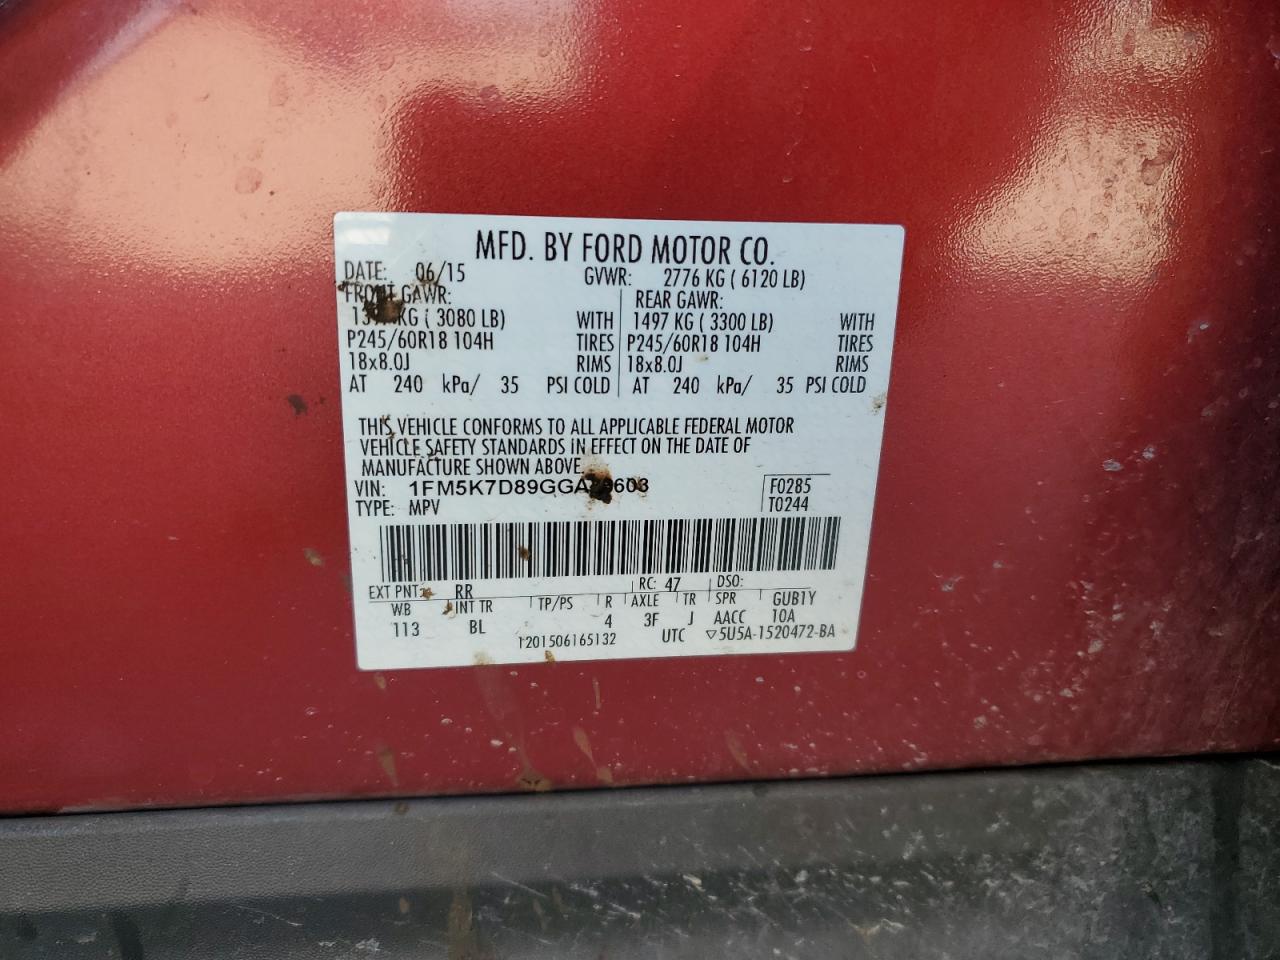 MFD. BY FORD MOTOR CO.
DATE: 06/15 GVWR: 2776 KG ( 6120 LB)
FRONT GAWR: REAR GAWR:
KG ( 3080 LB) WITH 1497 KG ( 3300 LB) WITH
P245/60R18 104H TIRES P245/60R18 104H TIRES
18x8.0J RIMS 18x8.0J RIMS
AT 240 kPa/ 35 PSI COLD AT 240 kPa/ 35 PSI COLD
THIS VEHICLE CONFORMS TO ALL APPLICABLE FEDERAL MOTOR
VEHICLE SAFETY STANDARDS IN EFFECT ON THE DATE OF
MANUFACTURE SHOWN ABOVE.
VIN: F0285
TYPE: MPV T0244
EXT PNT: RR RC: 47 DSO:
WB INT TR TP/PS R AXLE TR SPR GUB1Y
113 BL 4 3F J AACC 10A
T201506165132 UTC ▽5U5A-1520472-BA